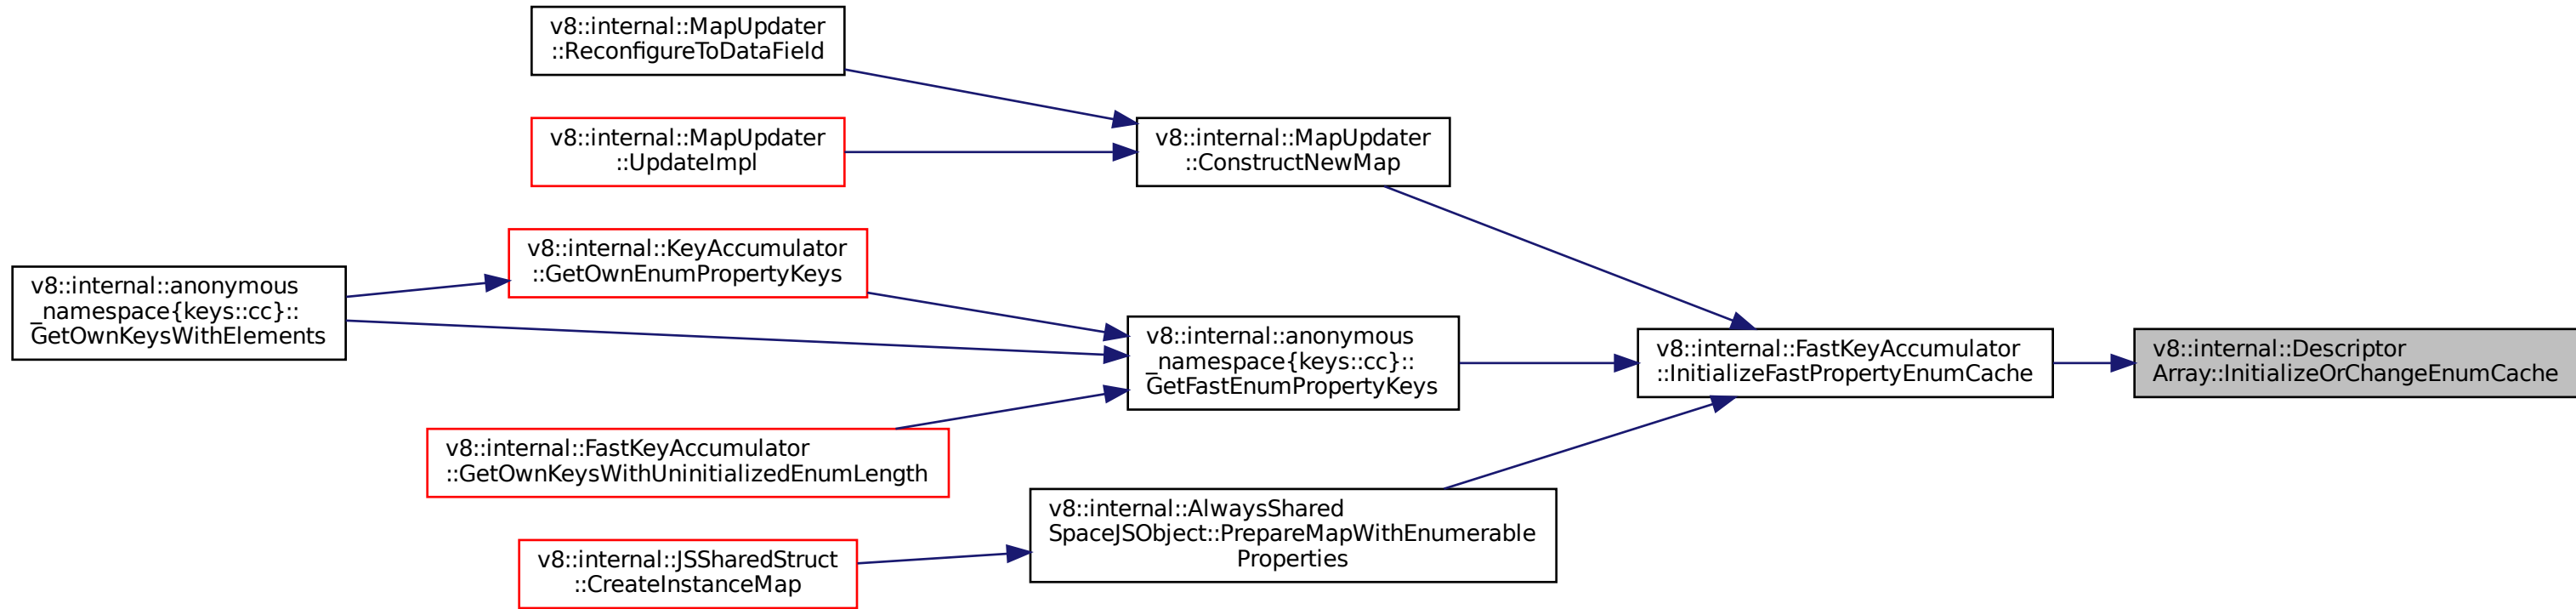 v8::internal::MapUpdater
::ReconfigureToDataField
v8::internal::MapUpdater
::UpdateImpl
v8::internal::MapUpdater
::ConstructNewMap
v8::internal::KeyAccumulator
::GetOwnEnumPropertyKeys
v8::internal::anonymous
_namespace{keys::cc}::
GetOwnKeysWithElements
v8::internal::anonymous
_namespace{keys::cc}::
GetFastEnumPropertyKeys
v8::internal::FastKeyAccumulator
::InitializeFastPropertyEnumCache
v8::internal::Descriptor
Array::InitializeOrChangeEnumCache
v8::internal::FastKeyAccumulator
::GetOwnKeysWithUninitializedEnumLength
v8::internal::AlwaysShared
SpaceJSObject::PrepareMapWithEnumerable
Properties
v8::internal::JSSharedStruct
::CreateInstanceMap